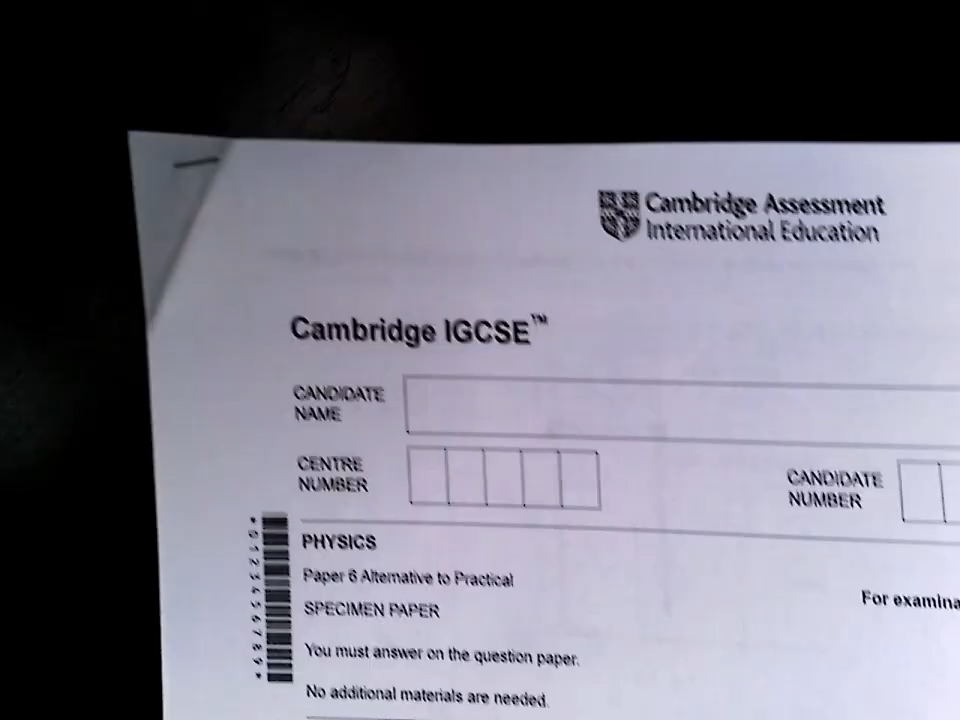 Cambridge Assessment
International Education
Cambridge IGCSE™
CANDIDATE
NAME
CENTRE
NUMBER
CANDIDATE
NUMBER
*0123456789*
PHYSICS
Paper 6 Alternative to Practical
For examina
SPECIMEN PAPER
You must answer on the question paper.
No additional materials are needed.